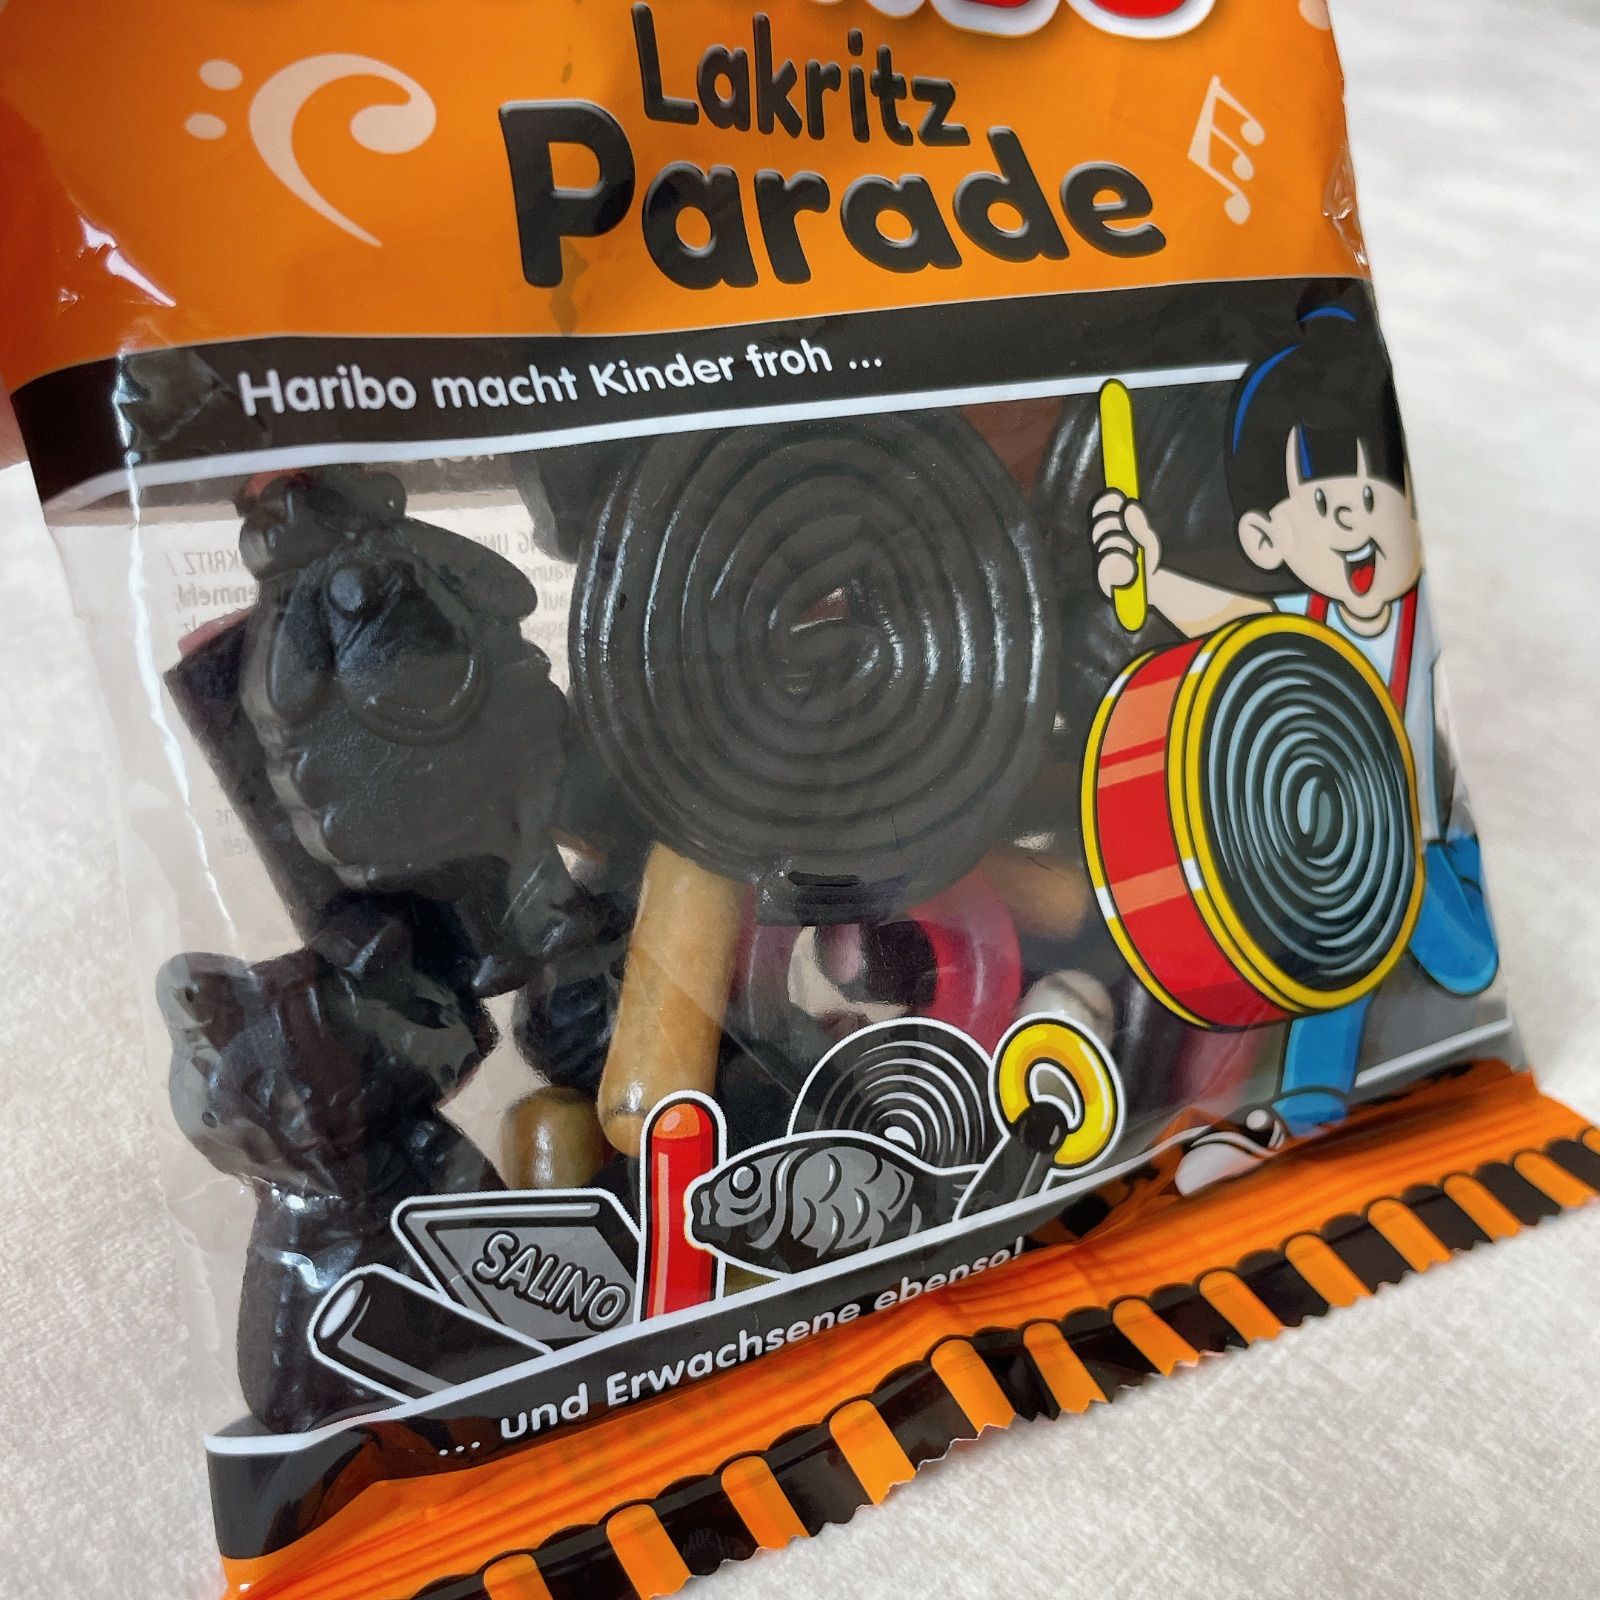 Lakritz
Parade
Haribo macht Kinder froh ...
SALINO
... und Erwachsene ebenso!